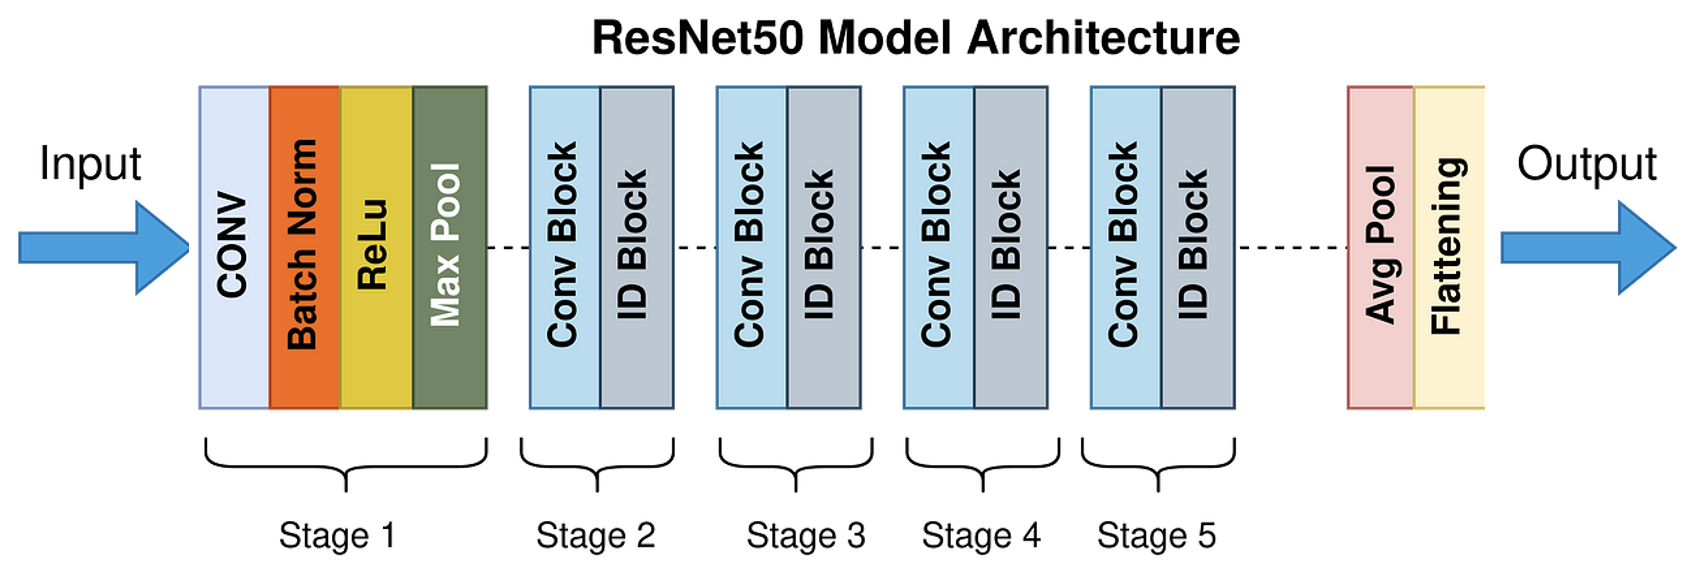 ResNet50 Model Architecture
Input
CONV
Batch Norm
ReLu
Max Pool
Conv Block
ID Block
Conv Block
ID Block
Conv Block
ID Block
Conv Block
ID Block
Avg Pool
Flattening
Output
Stage 1
Stage 2
Stage 3
Stage 4
Stage 5